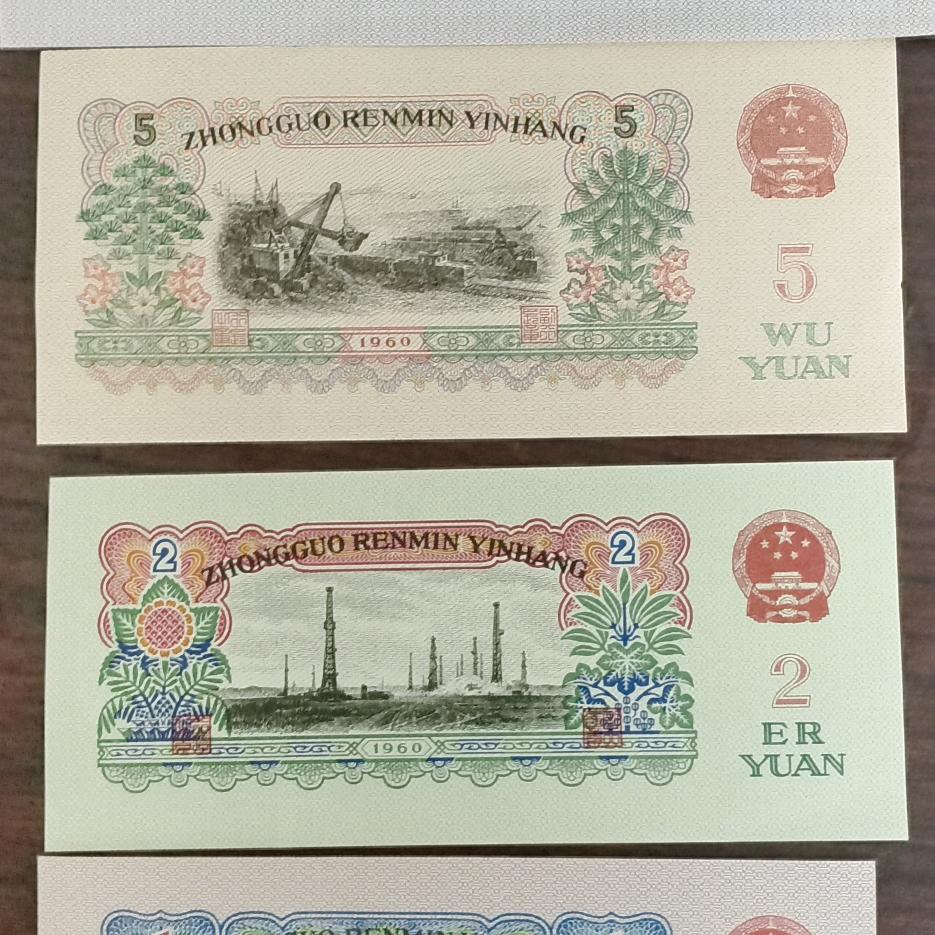 5 ZHONGGUO RENMIN YINHANG 5
5
1960
WU
YUAN
2 ZHONGGUO RENMIN YINHANG 2
2
1960
ER
YUAN